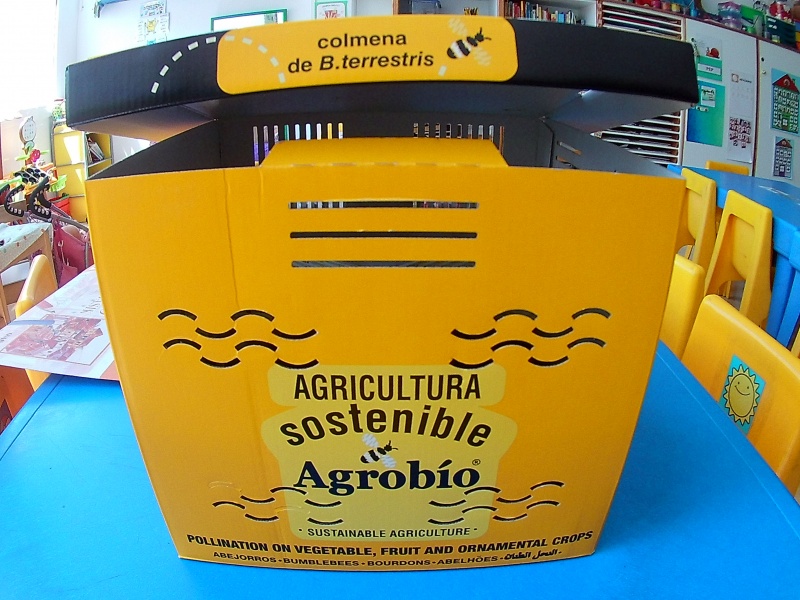 colmena
de B.terrestris
AGRICULTURA
sostenible
Agrobío®
· SUSTAINABLE AGRICULTURE ·
POLLINATION ON VEGETABLE, FRUIT AND ORNAMENTAL CROPS
ABEJORROS - BUMBLEBEES - BOURDONS - ABELHÕES - النحل الطنان -